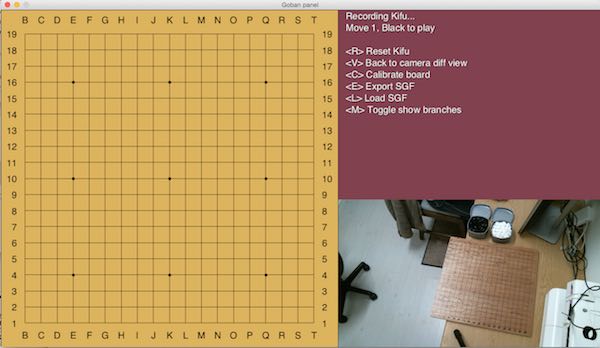 Goban panel
B C D E F G H I J K L M N O P Q R S T
19 19
18 18
17 17
16 16
15 15
14 14
13 13
12 12
11 11
10 10
9 9
8 8
7 7
6 6
5 5
4 4
3 3
2 2
1 1
B C D E F G H I J K L M N O P Q R S T
Recording Kifu...
Move 1, Black to play
<R> Reset Kifu
<V> Back to camera diff view
<C> Calibrate board
<E> Export SGF
<L> Load SGF
<M> Toggle show branches